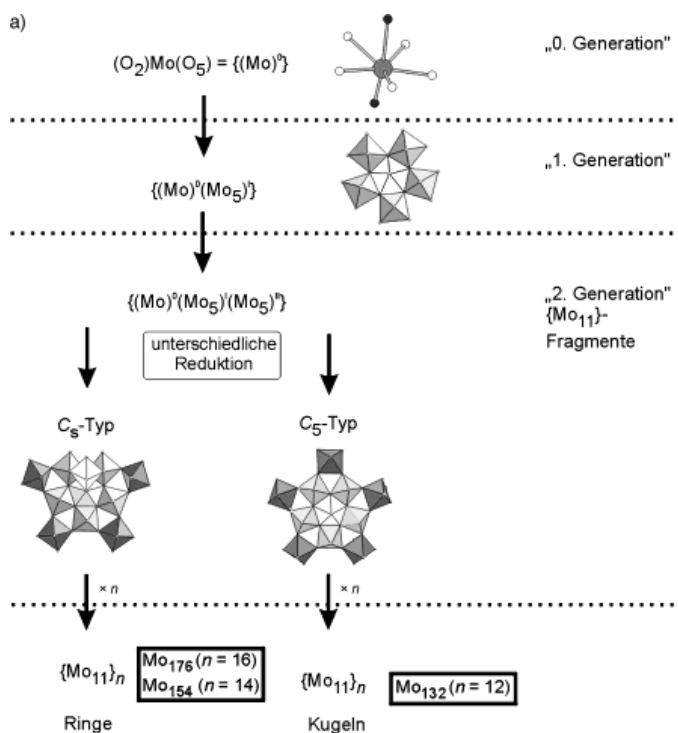 a)
(O₂)Mo(O₅) = {(Mo)⁰}
„0. Generation"
{(Mo)⁰(Mo₅)ᴵ}
„1. Generation"
{(Mo)⁰(Mo₅)ᴵ(Mo₅)ᴵᴵ}
„2. Generation"
{Mo₁₁}-
Fragmente
unterschiedliche
Reduktion
Cₛ-Typ
C₅-Typ
× n
× n
{Mo₁₁}ₙ
Mo₁₇₆ (n = 16)
Mo₁₅₄ (n = 14)
Ringe
{Mo₁₁}ₙ
Mo₁₃₂ (n = 12)
Kugeln